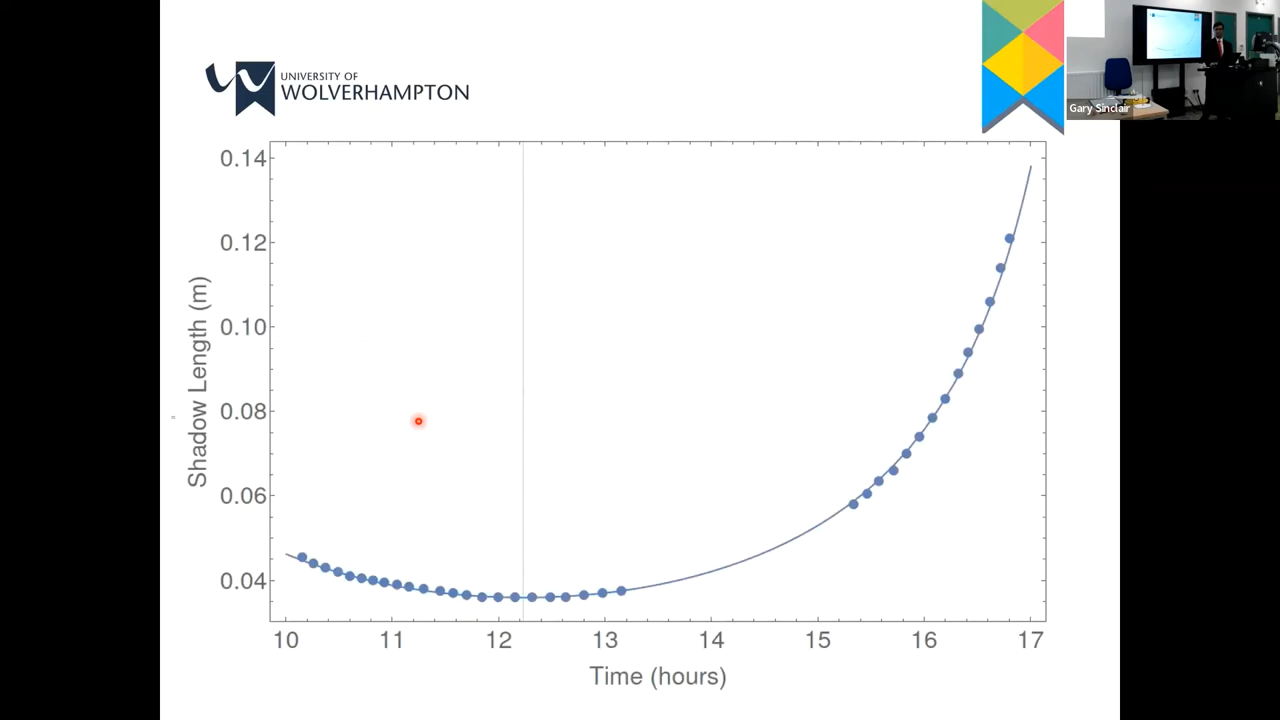 UNIVERSITY OF
WOLVERHAMPTON
Gary Sinclair
0.14
0.12
0.10
0.08
0.06
0.04
Shadow Length (m)
10 11 12 13 14 15 16 17
Time (hours)